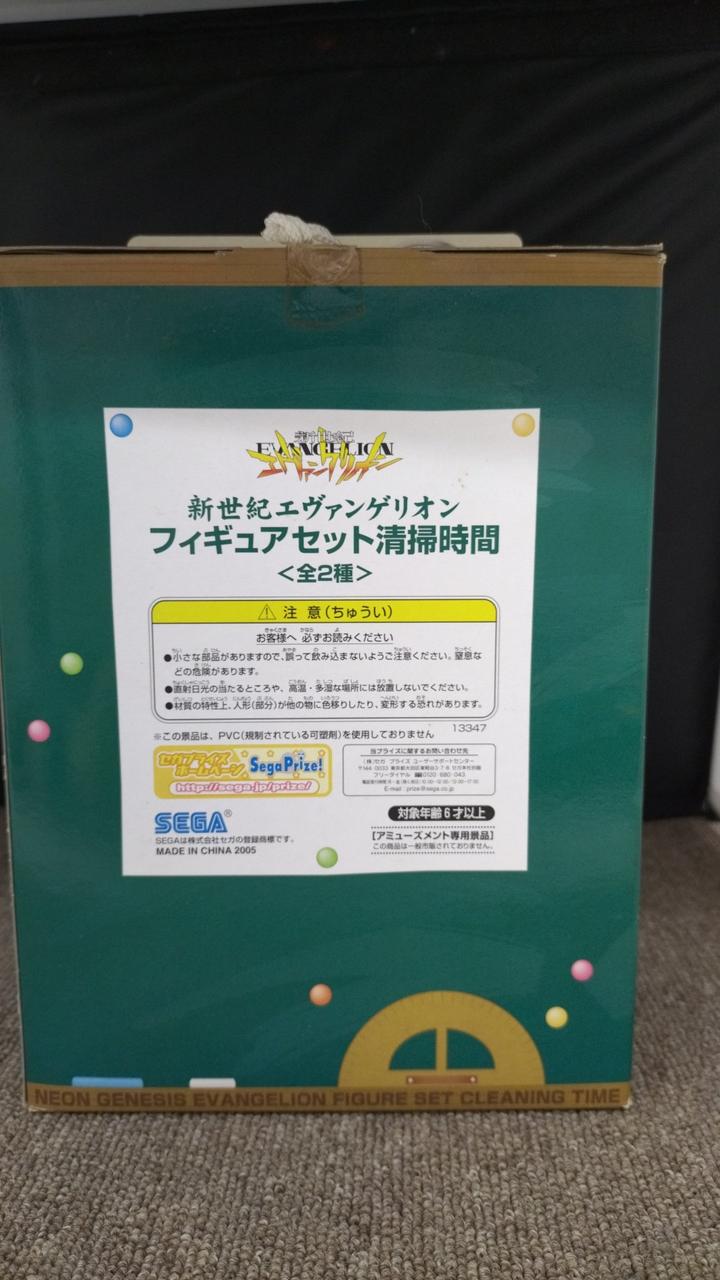 新世紀
EVANGELION
エヴァンゲリオン
新世紀エヴァンゲリオン
フィギュアセット清掃時間
<全2種>
⚠ 注 意(ちゅうい)
お客様へ 必ずお読みください
●小さな部品がありますので、誤って飲み込まないようご注意ください。窒息な
どの危険があります。
●直射日光の当たるところや、高温・多湿な場所には放置しないでください。
●材質の特性上、人形(部分)が他の物に色移りしたり、変形する恐れがあります。
13347
※この景品は、PVC(規制されている可塑剤)を使用しておりません
セガプライズ
ホームページ
Sega Prize!
http://sega.jp/prize/
当プライズに関するお問い合わせ先
(株)セガ プライズ ユーザーサポートセンター
フリーダイヤル 0120-680-043
E-mail:prize@sega.co.jp
SEGA®
SEGAは株式会社セガの登録商標です。
MADE IN CHINA 2005
対象年齢6才以上
[アミューズメント専用景品]
この商品は一般市販されておりません。
NEON GENESIS EVANGELION FIGURE SET CLEANING TIME